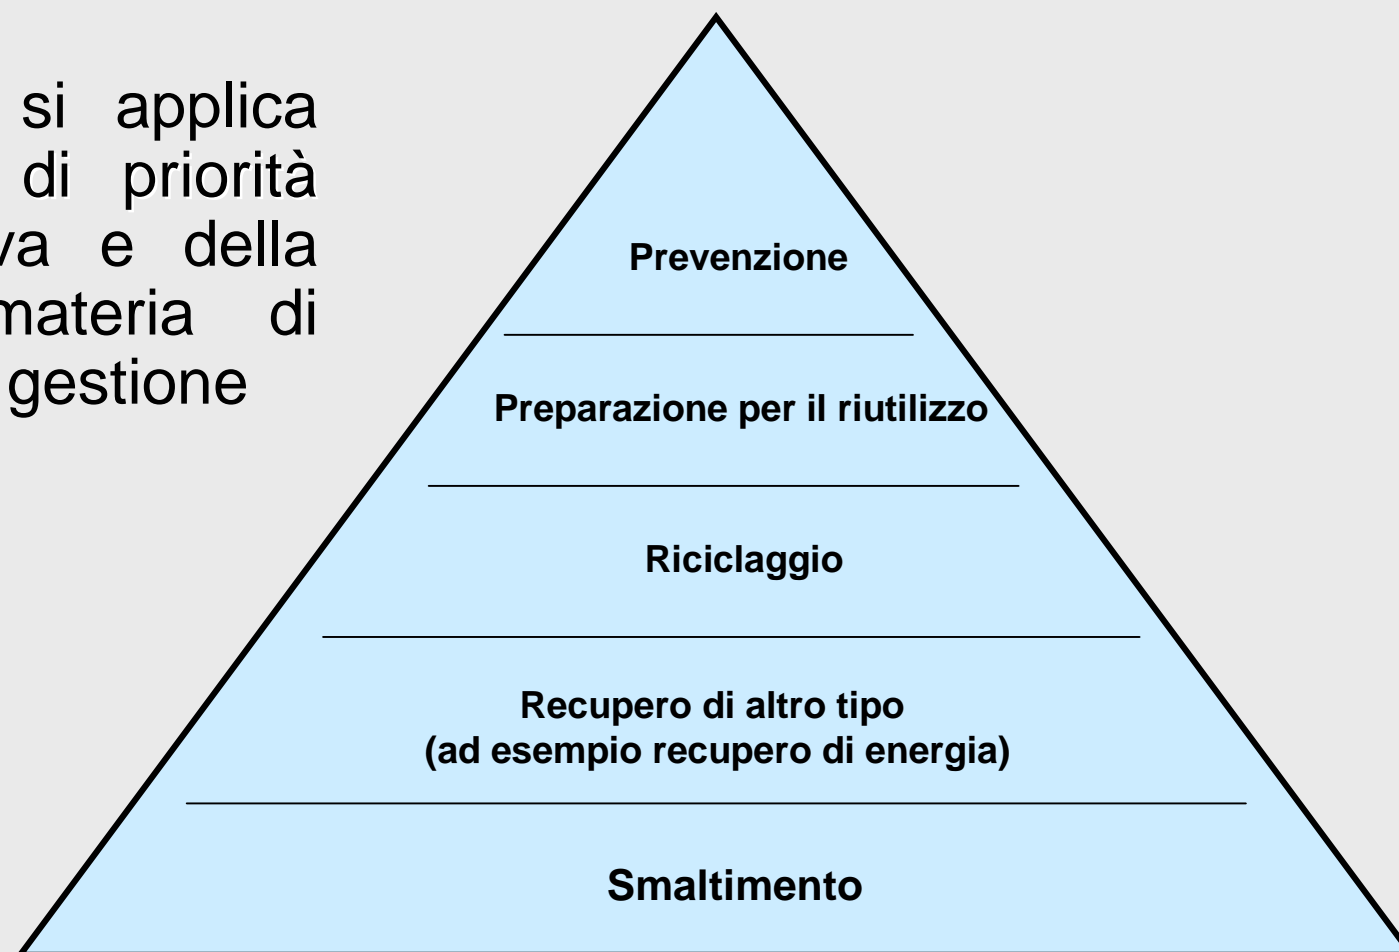 si applica
di priorità
va e della
materia di
gestione
Prevenzione
Preparazione per il riutilizzo
Riciclaggio
Recupero di altro tipo
(ad esempio recupero di energia)
Smaltimento